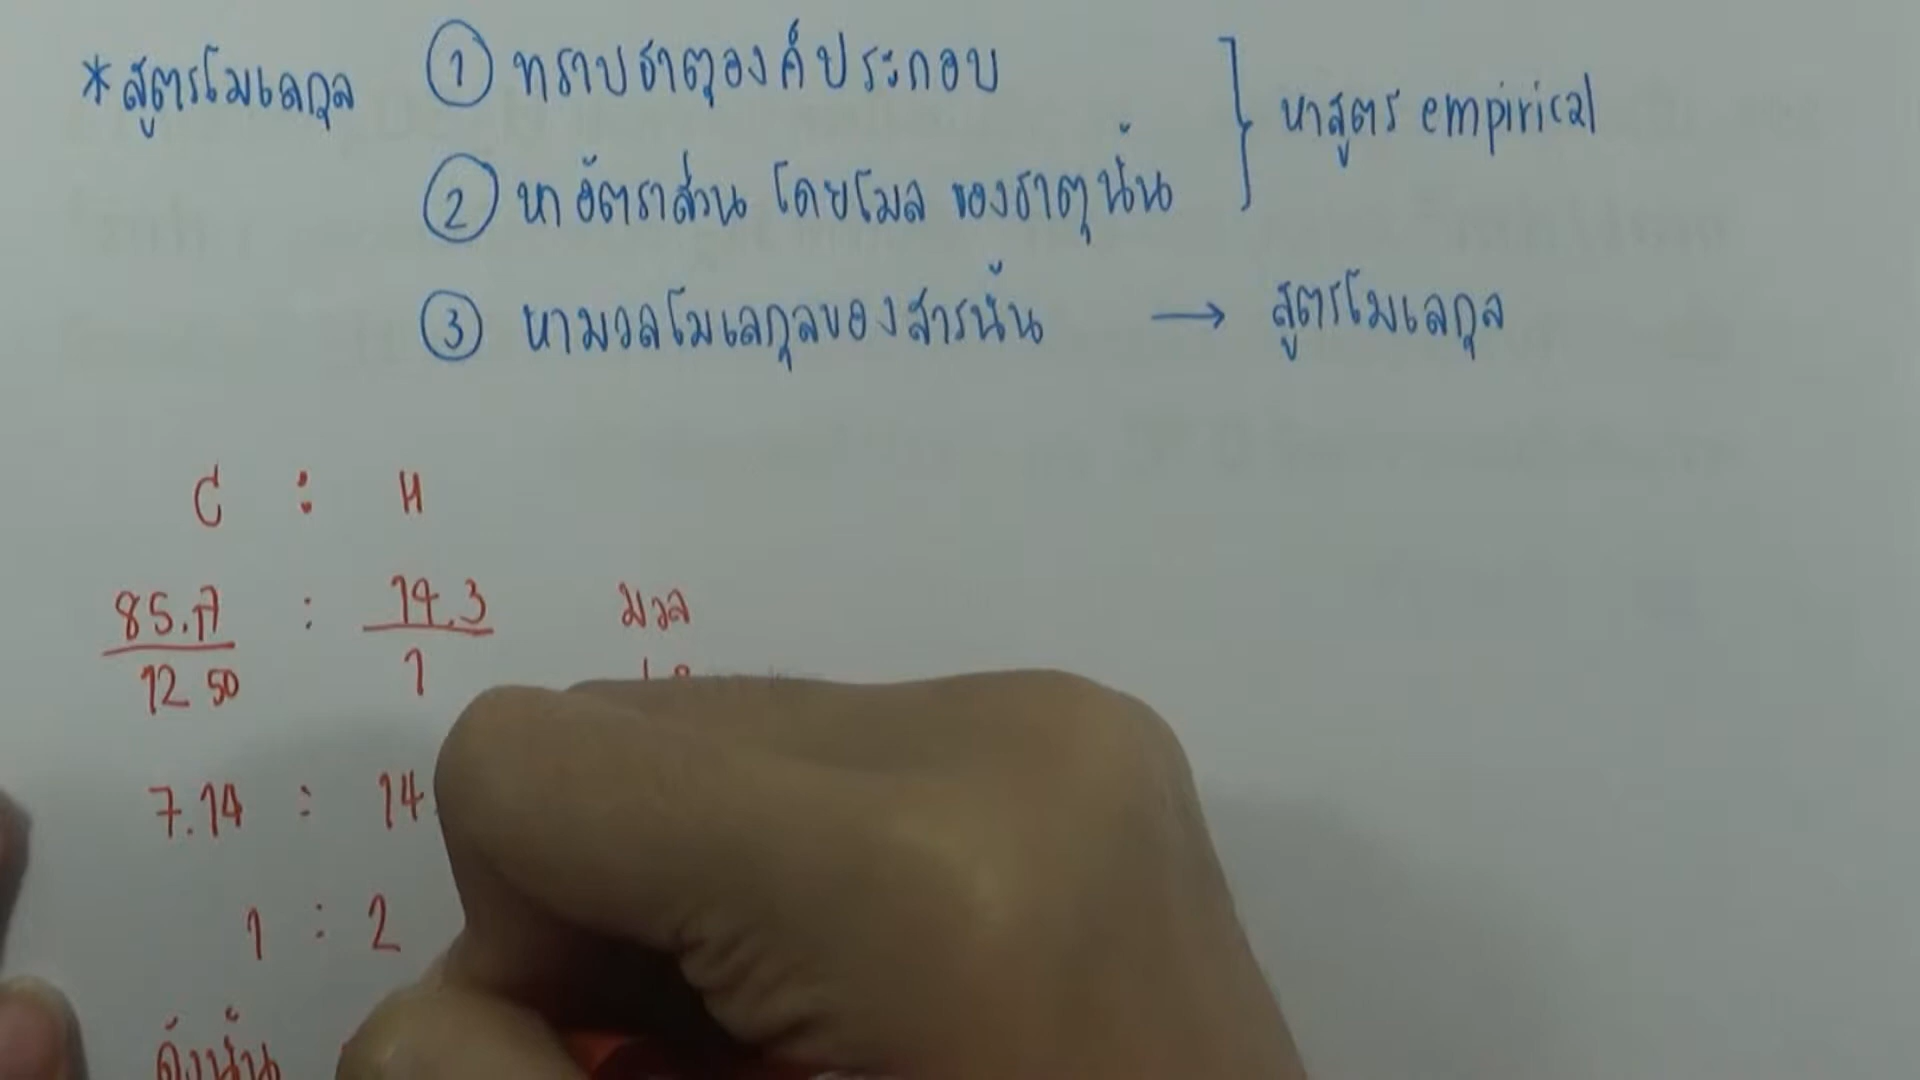 *สูตรโมเลกุล ① ทราบธาตุองค์ประกอบ } หาสูตร empirical
② หาอัตราส่วน โดยโมล ของธาตุนั้น
③ หามวลโมเลกุลของสารนั้น → สูตรโมเลกุล
C : H
85.7 : 14.3 มวล
12.50 1
7.14 : 14
1 : 2
ดังนั้น